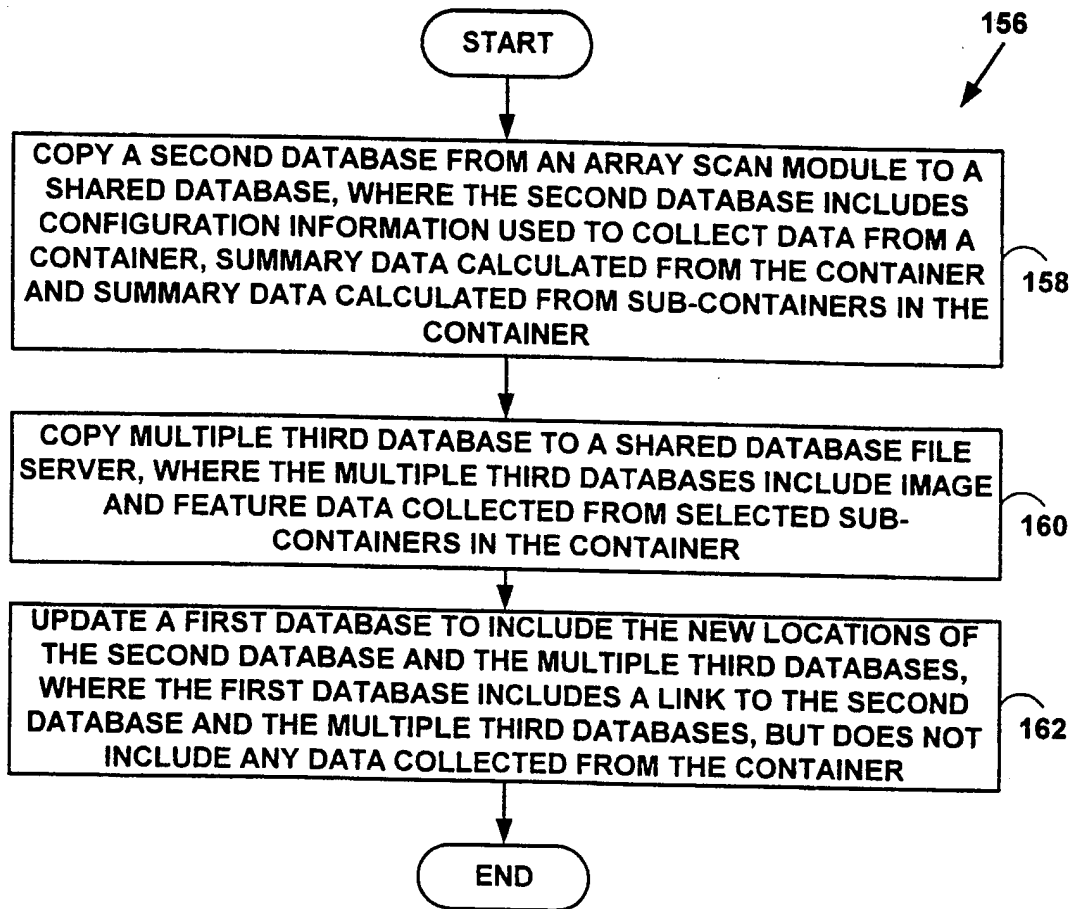 START
156
COPY A SECOND DATABASE FROM AN ARRAY SCAN MODULE TO A
SHARED DATABASE, WHERE THE SECOND DATABASE INCLUDES
CONFIGURATION INFORMATION USED TO COLLECT DATA FROM A
CONTAINER, SUMMARY DATA CALCULATED FROM THE CONTAINER
AND SUMMARY DATA CALCULATED FROM SUB-CONTAINERS IN THE
CONTAINER
158
COPY MULTIPLE THIRD DATABASE TO A SHARED DATABASE FILE
SERVER, WHERE THE MULTIPLE THIRD DATABASES INCLUDE IMAGE
AND FEATURE DATA COLLECTED FROM SELECTED SUB-
CONTAINERS IN THE CONTAINER
160
UPDATE A FIRST DATABASE TO INCLUDE THE NEW LOCATIONS OF
THE SECOND DATABASE AND THE MULTIPLE THIRD DATABASES,
WHERE THE FIRST DATABASE INCLUDES A LINK TO THE SECOND
DATABASE AND THE MULTIPLE THIRD DATABASES, BUT DOES NOT
INCLUDE ANY DATA COLLECTED FROM THE CONTAINER
162
END